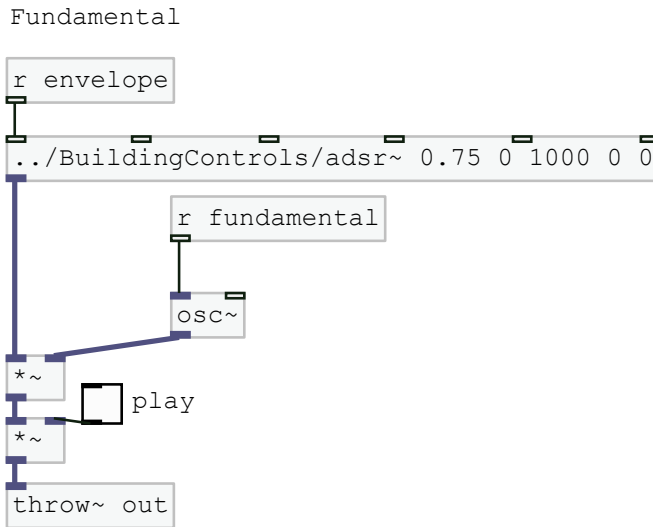 Fundamental
r envelope
../BuildingControls/adsr~ 0.75 0 1000 0 0
r fundamental
osc~
*~
play
*~
throw~ out